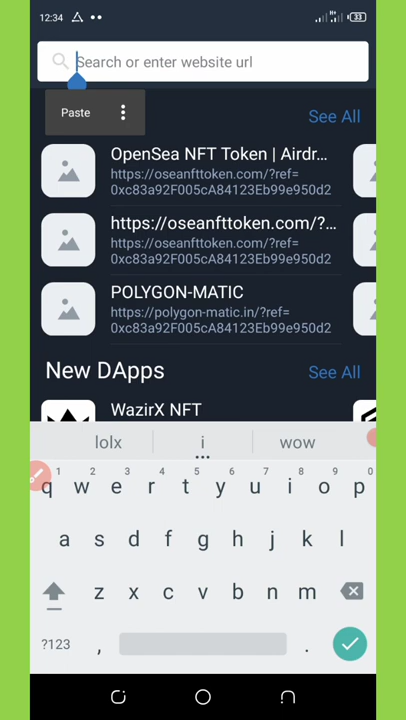 12:34
33
Search or enter website url
Paste
See All
OpenSea NFT Token | Airdr...
https://oseanfttoken.com/?ref=
0xc83a92F005cA84123Eb99e950d2
https://oseanfttoken.com/?...
https://oseanfttoken.com/?ref=
0xc83a92F005cA84123Eb99e950d2
POLYGON-MATIC
https://polygon-matic.in/?ref=
0xc83a92F005cA84123Eb99e950d2
New DApps
See All
WazirX NFT
lolx i wow
1 2 3 4 5 6 7 8 9 0
q w e r t y u i o p
a s d f g h j k l
z x c v b n m
?123 , .